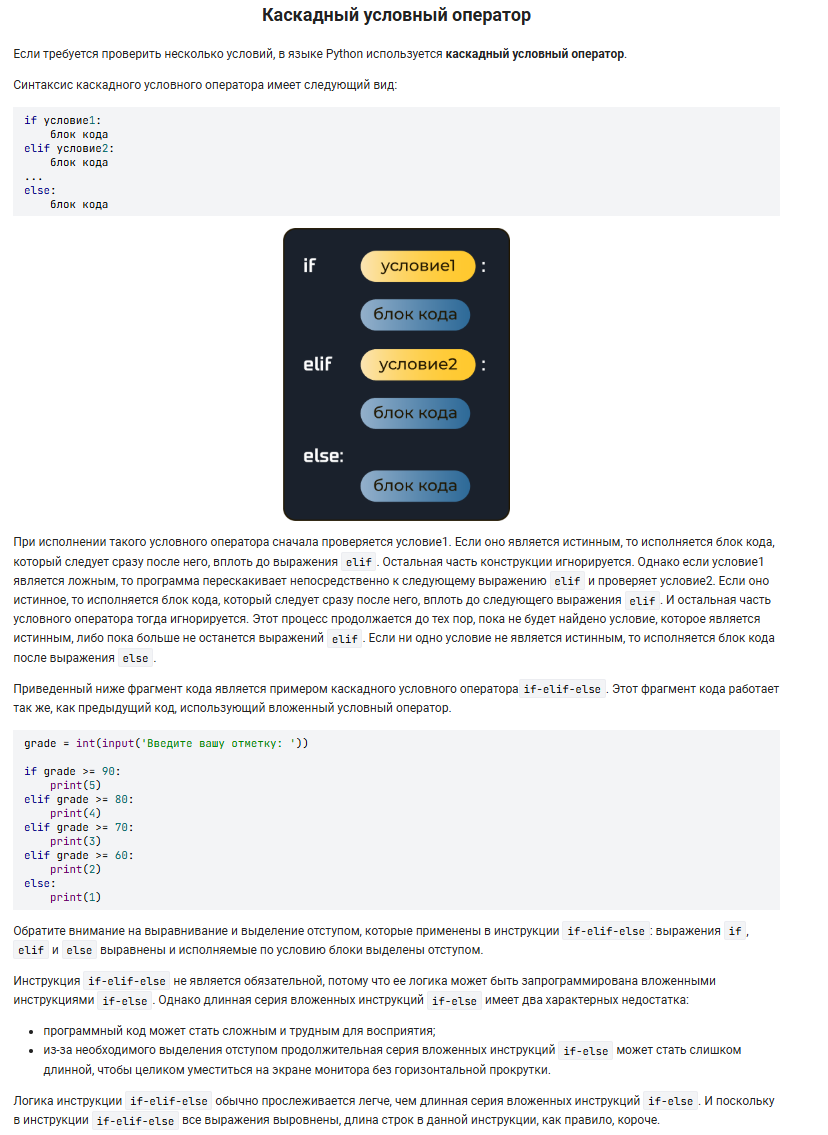 Каскадный условный оператор
Если требуется проверить несколько условий, в языке Python используется каскадный условный оператор.
Синтаксис каскадного условного оператора имеет следующий вид:
if условие1:
    блок кода
elif условие2:
    блок кода
...
else:
    блок кода
if условие1 :
блок кода
elif условие2 :
блок кода
else:
блок кода
При исполнении такого условного оператора сначала проверяется условие1. Если оно является истинным, то исполняется блок кода,
который следует сразу после него, вплоть до выражения elif. Остальная часть конструкции игнорируется. Однако если условие1
является ложным, то программа перескакивает непосредственно к следующему выражению elif и проверяет условие2. Если оно
истинное, то исполняется блок кода, который следует сразу после него, вплоть до следующего выражения elif. И остальная часть
условного оператора тогда игнорируется. Этот процесс продолжается до тех пор, пока не будет найдено условие, которое является
истинным, либо пока больше не останется выражений elif. Если ни одно условие не является истинным, то исполняется блок кода
после выражения else.
Приведенный ниже фрагмент кода является примером каскадного условного оператора if-elif-else. Этот фрагмент кода работает
так же, как предыдущий код, использующий вложенный условный оператор.
grade = int(input('Введите вашу отметку: '))
if grade >= 90:
    print(5)
elif grade >= 80:
    print(4)
elif grade >= 70:
    print(3)
elif grade >= 60:
    print(2)
else:
    print(1)
Обратите внимание на выравнивание и выделение отступом, которые применены в инструкции if-elif-else: выражения if,
elif и else выравнены и исполняемые по условию блоки выделены отступом.
Инструкция if-elif-else не является обязательной, потому что ее логика может быть запрограммирована вложенными
инструкциями if-else. Однако длинная серия вложенных инструкций if-else имеет два характерных недостатка:
• программный код может стать сложным и трудным для восприятия;
• из-за необходимого выделения отступом продолжительная серия вложенных инструкций if-else может стать слишком
длинной, чтобы целиком уместиться на экране монитора без горизонтальной прокрутки.
Логика инструкции if-elif-else обычно прослеживается легче, чем длинная серия вложенных инструкций if-else. И поскольку
в инструкции if-elif-else все выражения выровнены, длина строк в данной инструкции, как правило, короче.